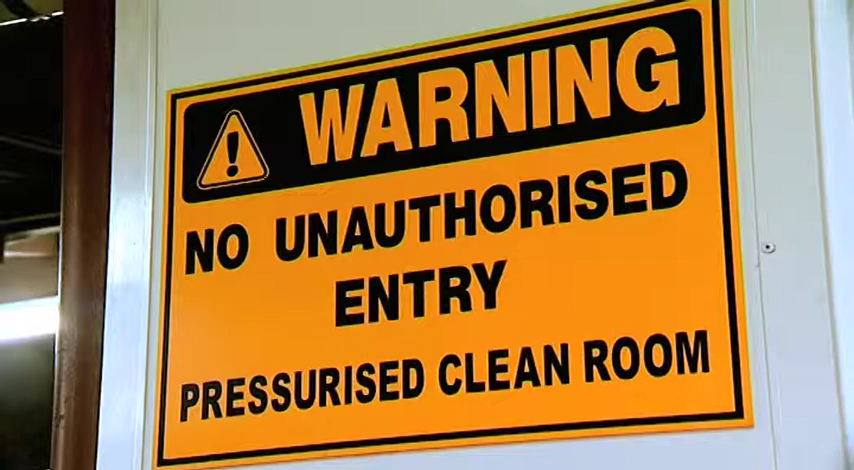 WARNING
NO UNAUTHORISED
ENTRY
PRESSURISED CLEAN ROOM